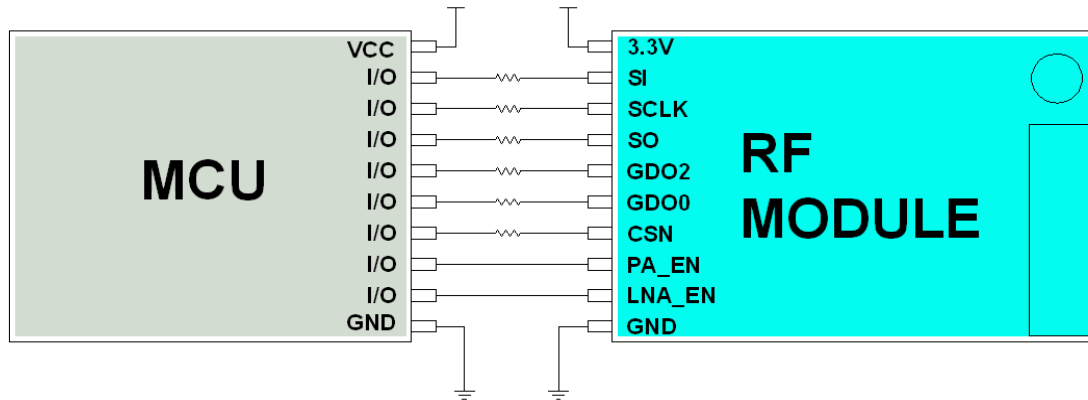 VCC
I/O
I/O
I/O
I/O
I/O
I/O
I/O
I/O
GND
MCU
3.3V
SI
SCLK
SO
GDO2
GDO0
CSN
PA_EN
LNA_EN
GND
RF
MODULE